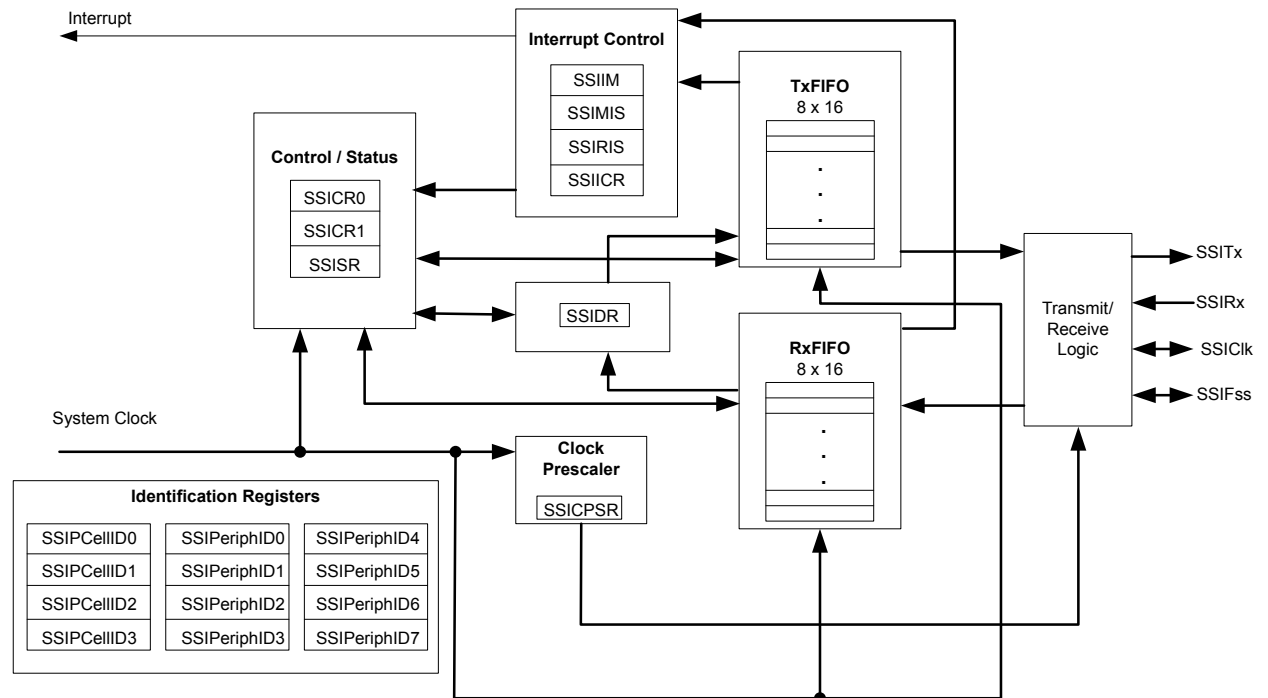 Interrupt
Interrupt Control
SSIIM
SSIMIS
SSIRIS
SSIICR
TxFIFO
8 x 16
.
.
.
Control / Status
SSICR0
SSICR1
SSISR
SSIDR
RxFIFO
8 x 16
.
.
.
Transmit/
Receive
Logic
SSITx
SSIRx
SSIClk
SSIFss
System Clock
Clock
Prescaler
SSICPSR
Identification Registers
SSIPCellID0 SSIPeriphID0 SSIPeriphID4
SSIPCellID1 SSIPeriphID1 SSIPeriphID5
SSIPCellID2 SSIPeriphID2 SSIPeriphID6
SSIPCellID3 SSIPeriphID3 SSIPeriphID7